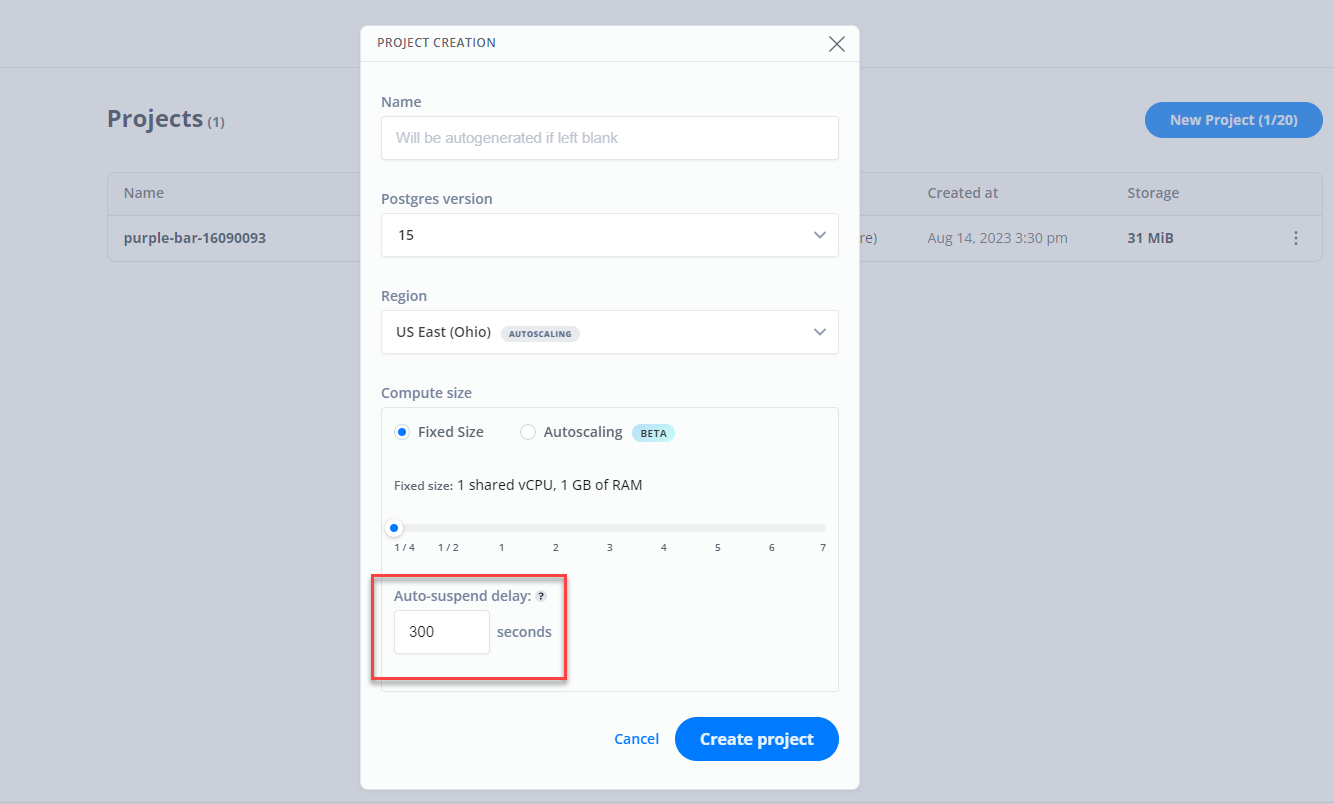 PROJECT CREATION
Projects (1)
New Project (1/20)
Name
Will be autogenerated if left blank
Postgres version
15
Region
US East (Ohio) AUTOSCALING
Compute size
Fixed Size Autoscaling BETA
Fixed size: 1 shared vCPU, 1 GB of RAM
1 / 4 1 / 2 1 2 3 4 5 6 7
Auto-suspend delay: ?
300 seconds
Cancel Create project
Name Created at Storage
purple-bar-16090093 re) Aug 14, 2023 3:30 pm 31 MiB